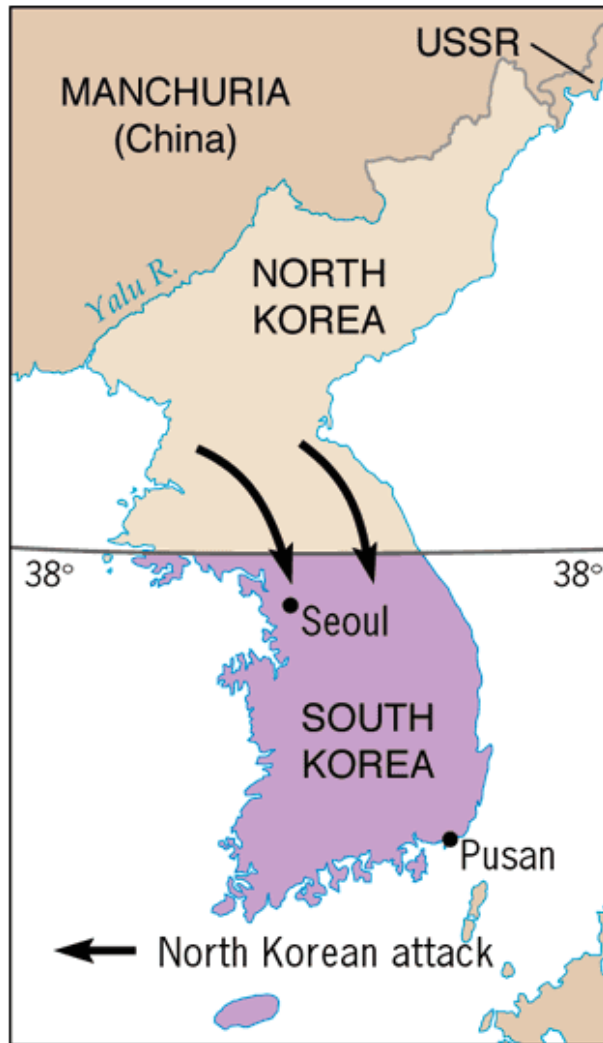 USSR
MANCHURIA
(China)
Yalu R.
NORTH
KOREA
38°
38°
Seoul
SOUTH
KOREA
Pusan
North Korean attack